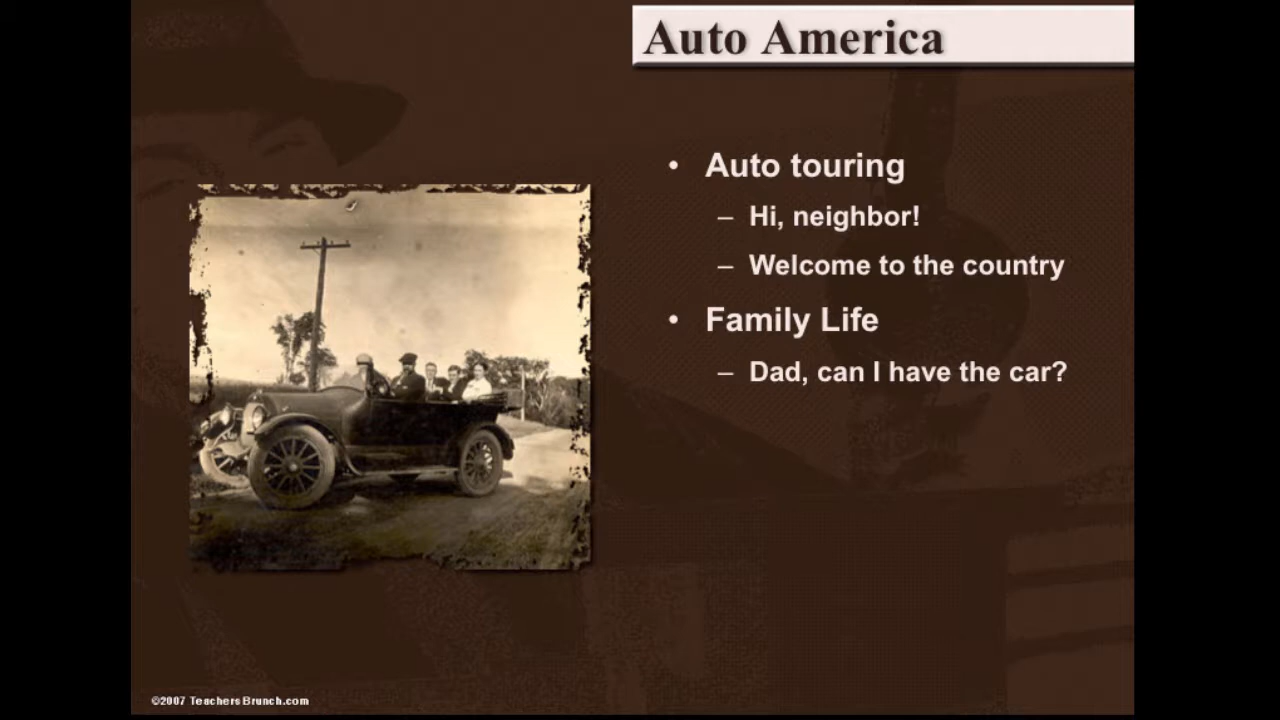 Auto America
• Auto touring
– Hi, neighbor!
– Welcome to the country
• Family Life
– Dad, can I have the car?
©2007 TeachersBrunch.com